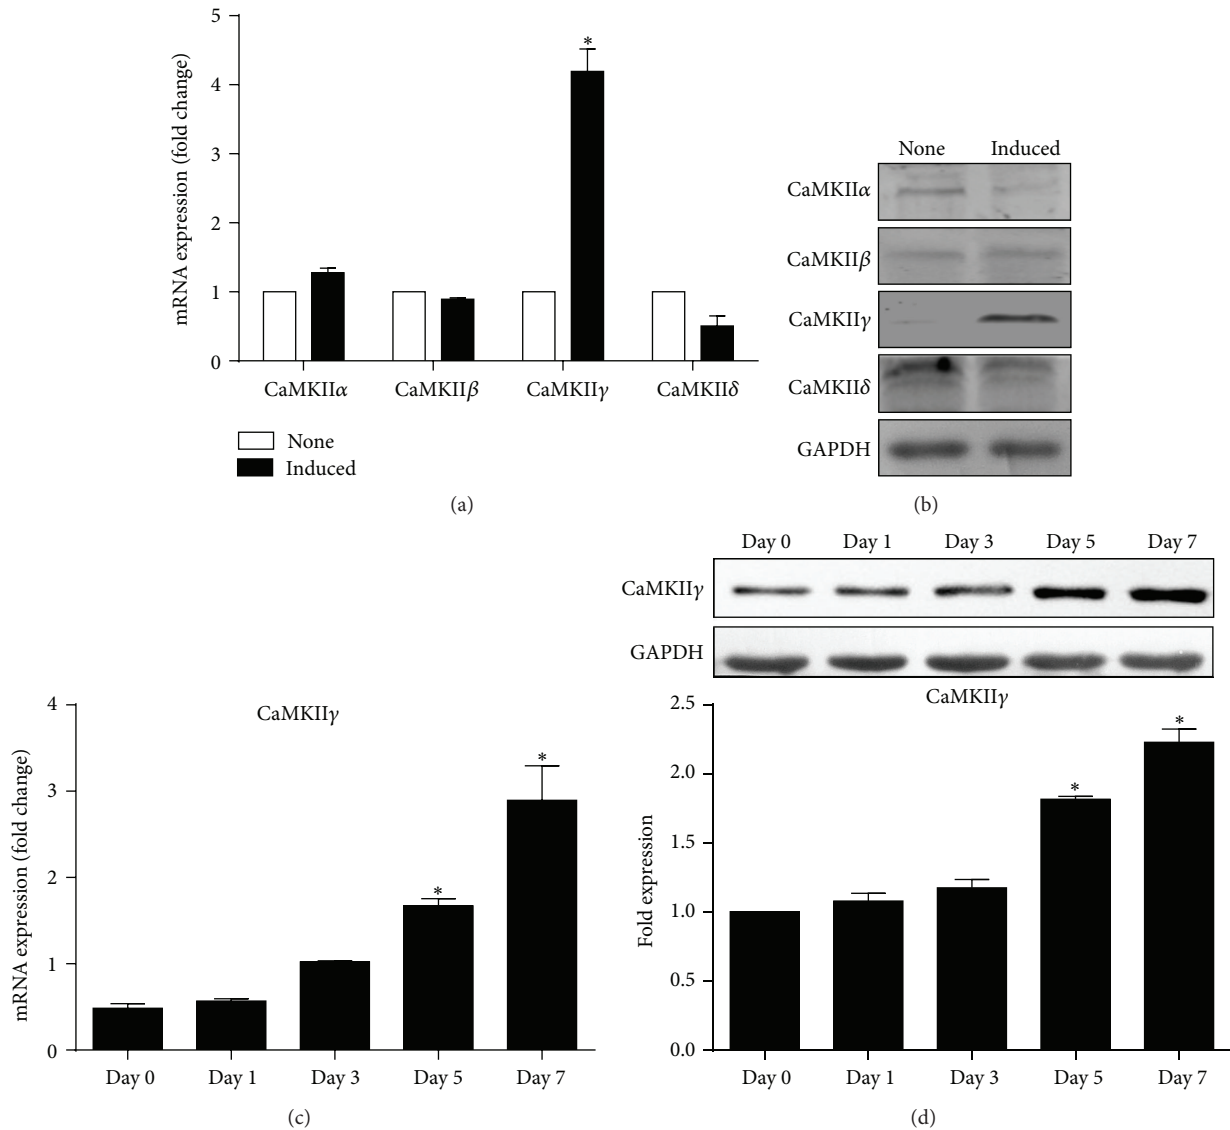 mRNA expression (fold change)
5
4
3
2
1
0
*
CaMKIIα CaMKIIβ CaMKIIγ CaMKIIδ
None
Induced
(a)
None Induced
CaMKIIα
CaMKIIβ
CaMKIIγ
CaMKIIδ
GAPDH
(b)
CaMKIIγ
mRNA expression (fold change)
4
3
2
1
0
*
*
Day 0 Day 1 Day 3 Day 5 Day 7
(c)
Day 0 Day 1 Day 3 Day 5 Day 7
CaMKIIγ
GAPDH
CaMKIIγ
Fold expression
2.5
2.0
1.5
1.0
0.5
0.0
*
*
Day 0 Day 1 Day 3 Day 5 Day 7
(d)